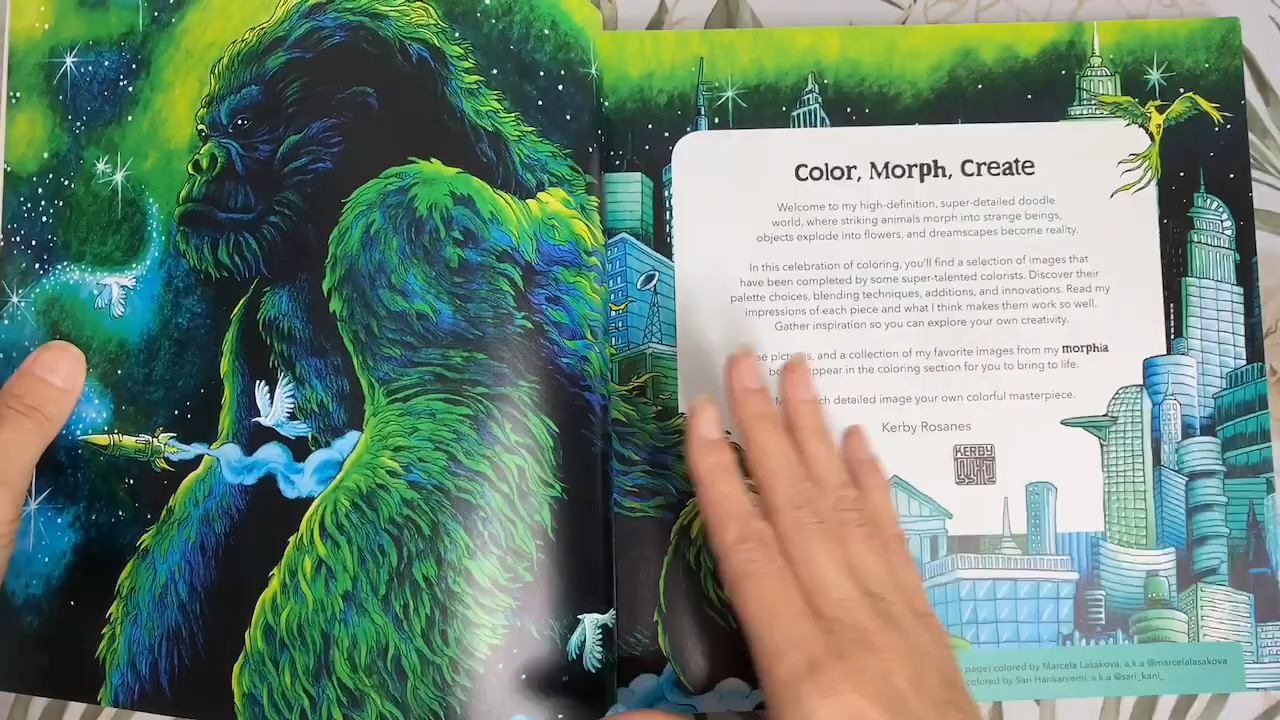 Color, Morph, Create
Welcome to my high-definition, super-detailed doodle
world, where striking animals morph into strange beings,
objects explode into flowers, and dreamscapes become reality.
In this celebration of coloring, you'll find a selection of images that
have been completed by some super-talented colorists. Discover their
palette choices, blending techniques, additions, and innovations. Read my
impressions of each piece and what I think makes them work so well.
Gather inspiration so you can explore your own creativity.
and a collection of my favorite images from my morphia
appear in the coloring section for you to bring to life.
detailed image your own colorful masterpiece.
Kerby Rosanes
KERBY
page) colored by Marcela Lasakova, a.k.a @marcelalasakova
colored by Sari Hankaniemi, a.k.a @sari_kani_